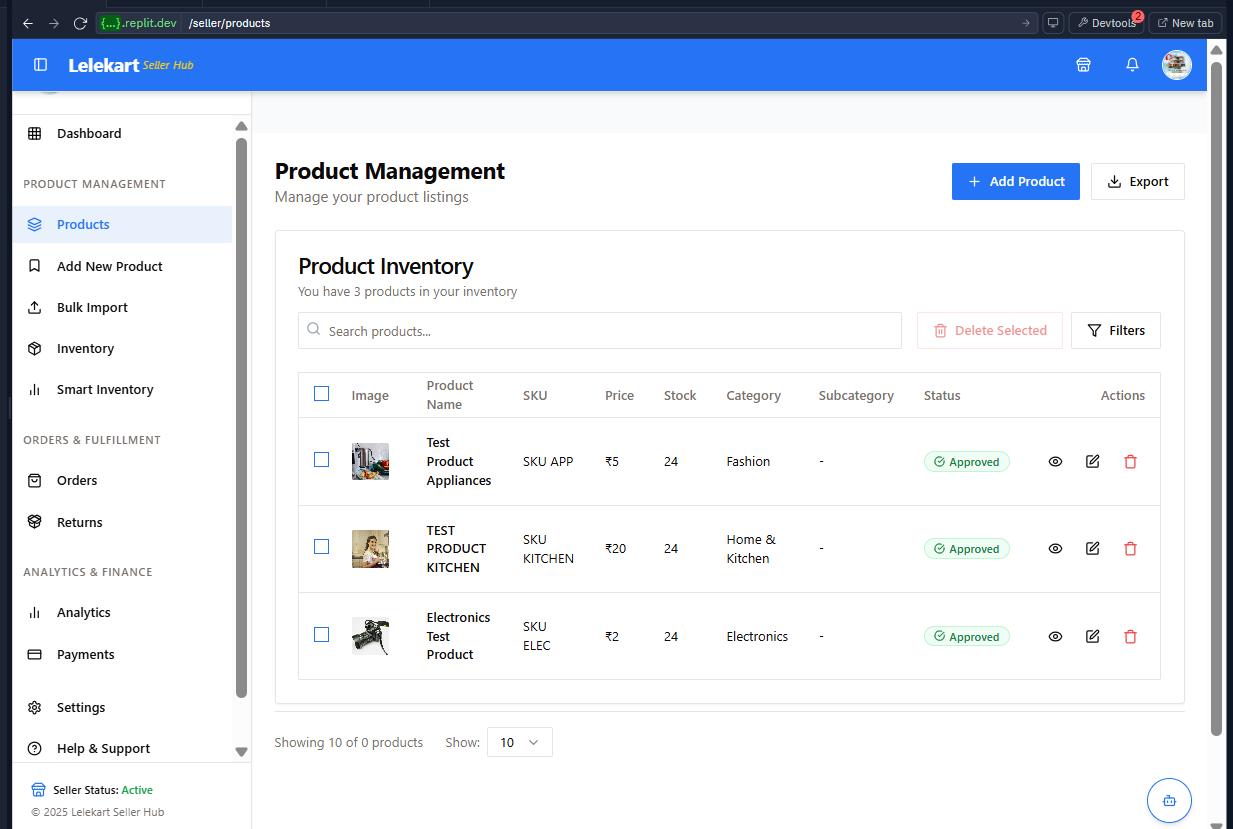 {...}.replit.dev /seller/products
Devtools 2
New tab
Lelekart Seller Hub
Dashboard
PRODUCT MANAGEMENT
Products
Add New Product
Bulk Import
Inventory
Smart Inventory
ORDERS & FULFILLMENT
Orders
Returns
ANALYTICS & FINANCE
Analytics
Payments
Settings
Help & Support
Seller Status: Active
© 2025 Lelekart Seller Hub
Product Management
Manage your product listings
Add Product
Export
Product Inventory
You have 3 products in your inventory
Search products...
Delete Selected
Filters
Image Product Name SKU Price Stock Category Subcategory Status Actions
Test Product Appliances SKU APP ₹5 24 Fashion - Approved
TEST PRODUCT KITCHEN SKU KITCHEN ₹20 24 Home & Kitchen - Approved
Electronics Test Product SKU ELEC ₹2 24 Electronics - Approved
Showing 10 of 0 products Show: 10